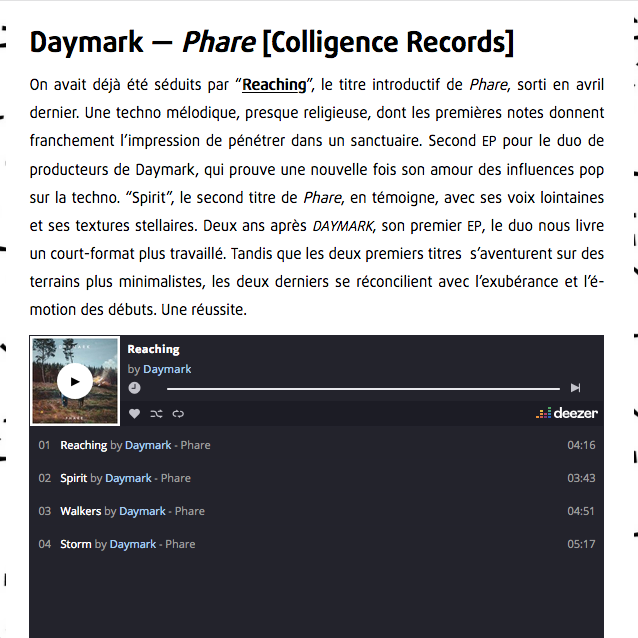 Daymark — Phare [Colligence Records]
On avait déjà été séduits par “Reaching”, le titre introductif de Phare, sorti en avril
dernier. Une techno mélodique, presque religieuse, dont les premières notes donnent
franchement l’impression de pénétrer dans un sanctuaire. Second EP pour le duo de
producteurs de Daymark, qui prouve une nouvelle fois son amour des influences pop
sur la techno. “Spirit”, le second titre de Phare, en témoigne, avec ses voix lointaines
et ses textures stellaires. Deux ans après DAYMARK, son premier EP, le duo nous livre
un court-format plus travaillé. Tandis que les deux premiers titres s’aventurent sur des
terrains plus minimalistes, les deux derniers se réconcilient avec l’exubérance et l’é-
motion des débuts. Une réussite.
Reaching
by Daymark
deezer
01 Reaching by Daymark - Phare 04:16
02 Spirit by Daymark - Phare 03:43
03 Walkers by Daymark - Phare 04:51
04 Storm by Daymark - Phare 05:17